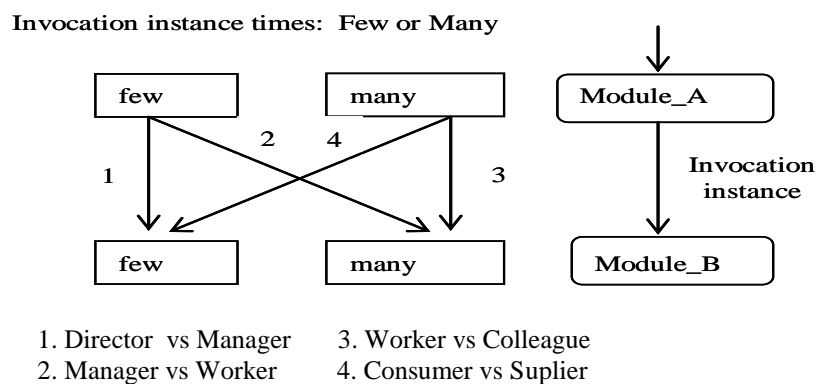 Invocation instance times: Few or Many
few many Module_A
2 4
1 3
Invocation
instance
few many Module_B
1. Director vs Manager 3. Worker vs Colleague
2. Manager vs Worker 4. Consumer vs Suplier